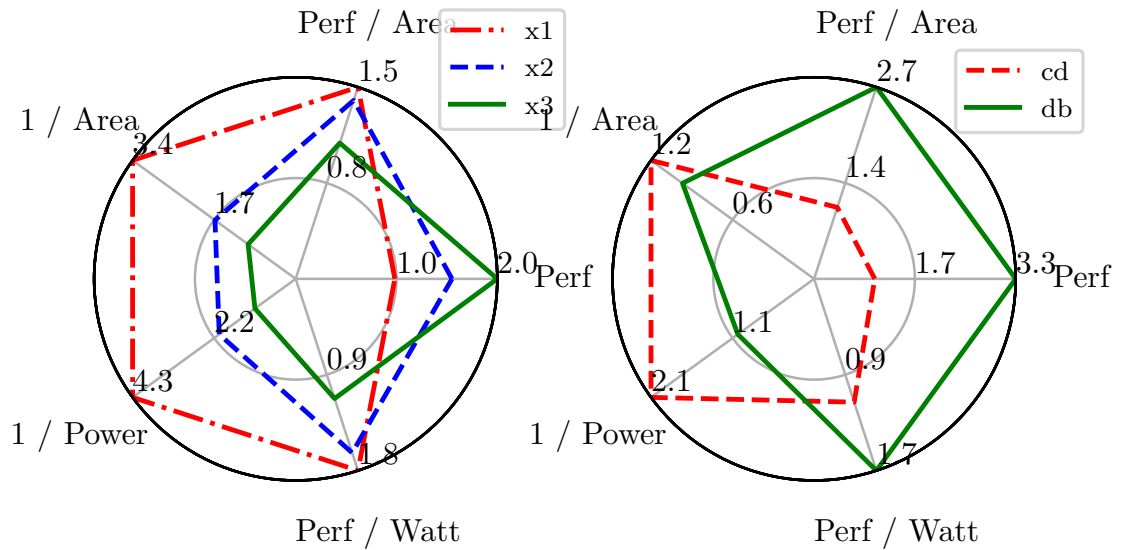 Perf / Area
x1
x2
x3
1.5
1 / Area
3.4
0.8
1.7
1.0
2.0
Perf
2.2
0.9
4.3
1 / Power
1.8
Perf / Watt
Perf / Area
cd
db
2.7
1 / Area
1.2
1.4
0.6
1.7
3.3
Perf
1.1
0.9
2.1
1 / Power
1.7
Perf / Watt